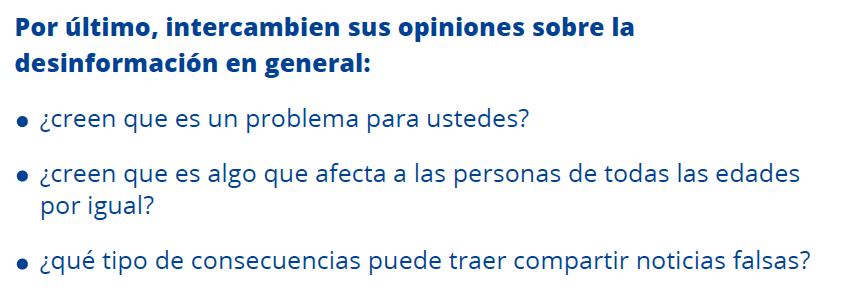 Por último, intercambien sus opiniones sobre la
desinformación en general:
● ¿creen que es un problema para ustedes?
● ¿creen que es algo que afecta a las personas de todas las edades
por igual?
● ¿qué tipo de consecuencias puede traer compartir noticias falsas?